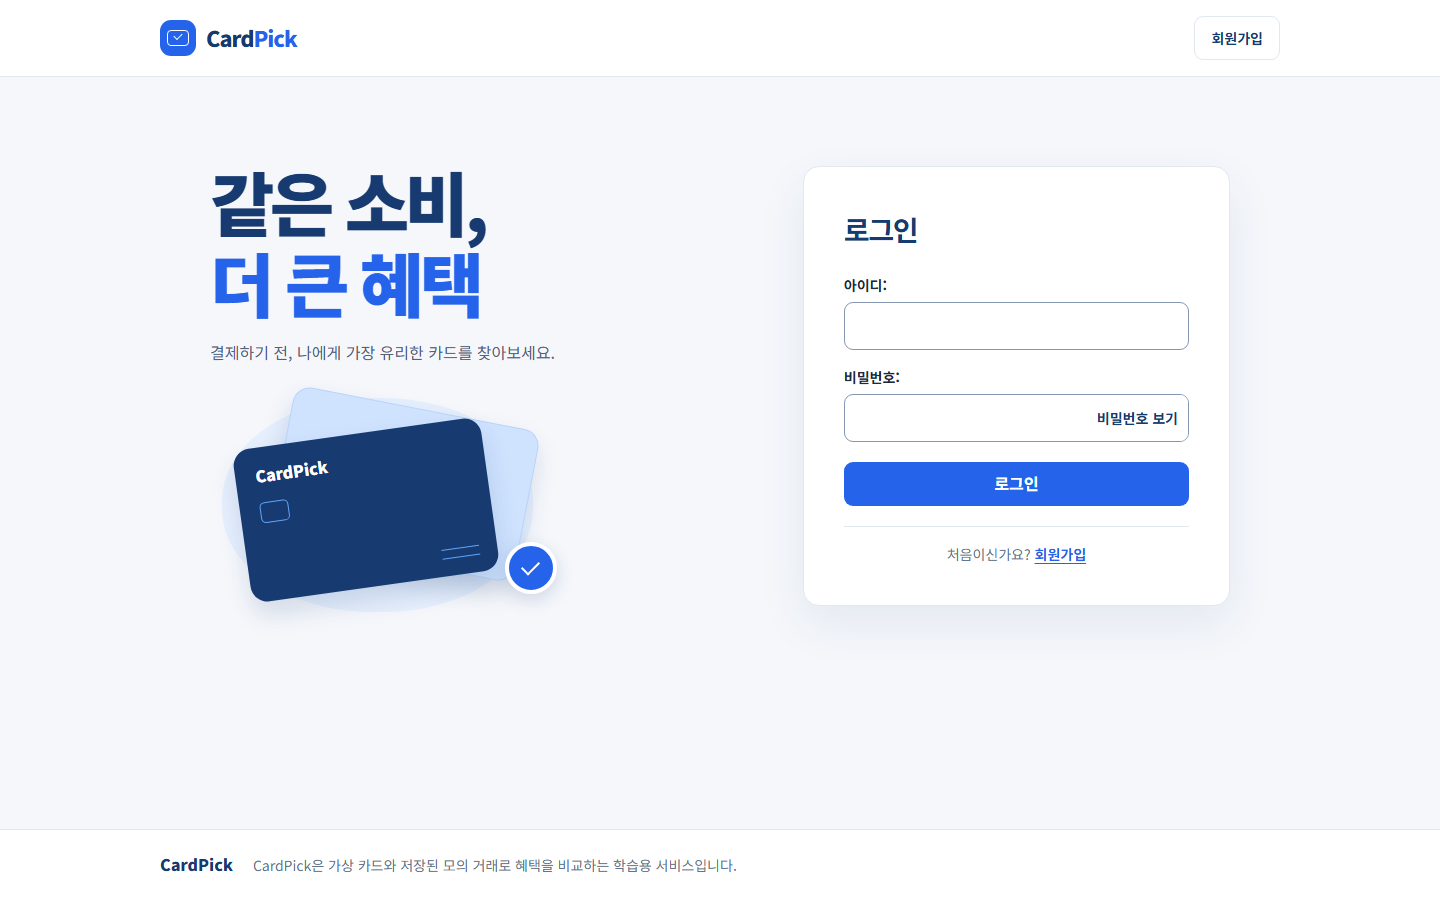 CardPick
회원가입
같은 소비,
더 큰 혜택
결제하기 전, 나에게 가장 유리한 카드를 찾아보세요.
CardPick
로그인
아이디:
비밀번호:
비밀번호 보기
로그인
처음이신가요? 회원가입
CardPick
CardPick은 가상 카드와 저장된 모의 거래로 혜택을 비교하는 학습용 서비스입니다.